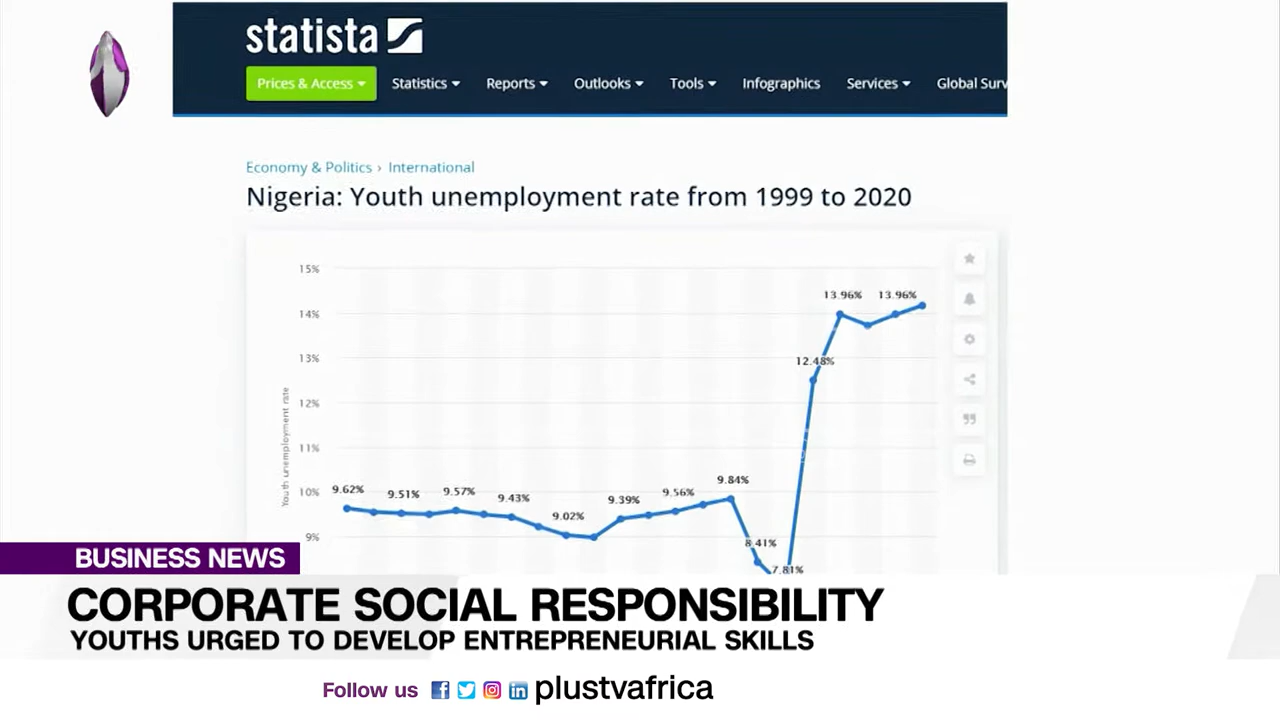 statista
Prices & Access Statistics Reports Outlooks Tools Infographics Services Global Surv
Economy & Politics › International
Nigeria: Youth unemployment rate from 1999 to 2020
Youth unemployment rate
15%
14%
13%
12%
11%
10%
9%
9.62%
9.51%
9.57%
9.43%
9.02%
9.39%
9.56%
9.84%
8.41%
7.81%
12.48%
13.96%
13.96%
BUSINESS NEWS
CORPORATE SOCIAL RESPONSIBILITY
YOUTHS URGED TO DEVELOP ENTREPRENEURIAL SKILLS
Follow us plustvafrica